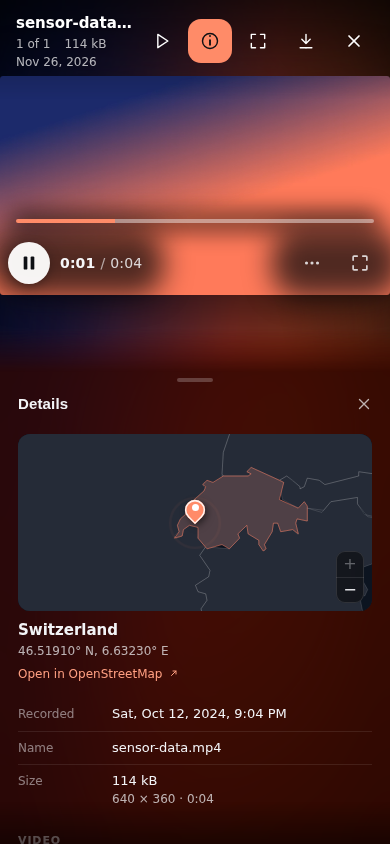 sensor-data...
1 of 1 114 kB
Nov 26, 2026
0:01 / 0:04
Details
Switzerland
46.51910° N, 6.63230° E
Open in OpenStreetMap ↗
Recorded Sat, Oct 12, 2024, 9:04 PM
Name sensor-data.mp4
Size 114 kB
640 × 360 · 0:04
VIDEO